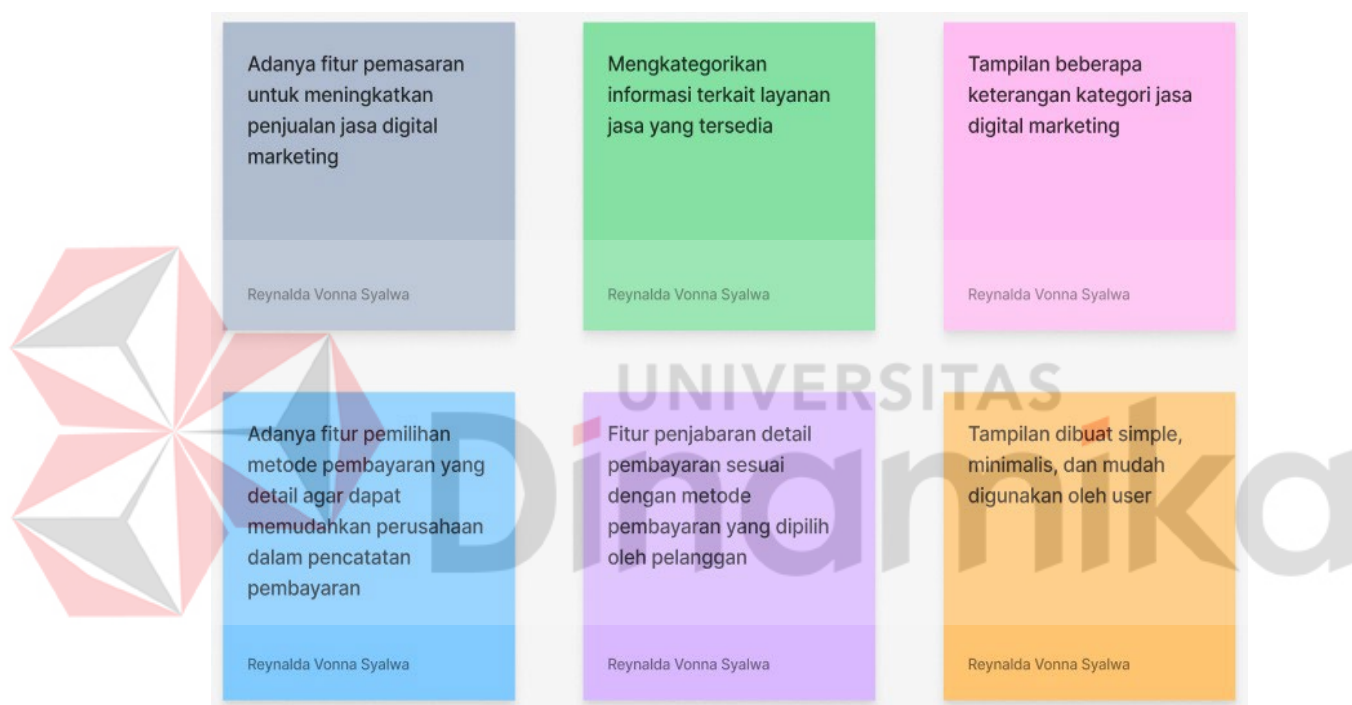 Adanya fitur pemasaran
untuk meningkatkan
penjualan jasa digital
marketing
Reynalda Vonna Syalwa
Mengkategorikan
informasi terkait layanan
jasa yang tersedia
Reynalda Vonna Syalwa
Tampilan beberapa
keterangan kategori jasa
digital marketing
Reynalda Vonna Syalwa
Adanya fitur pemilihan
metode pembayaran yang
detail agar dapat
memudahkan perusahaan
dalam pencatatan
pembayaran
Reynalda Vonna Syalwa
Fitur penjabaran detail
pembayaran sesuai
dengan metode
pembayaran yang dipilih
oleh pelanggan
Reynalda Vonna Syalwa
Tampilan dibuat simple,
minimalis, dan mudah
digunakan oleh user
Reynalda Vonna Syalwa
UNIVERSITAS
Dinamika